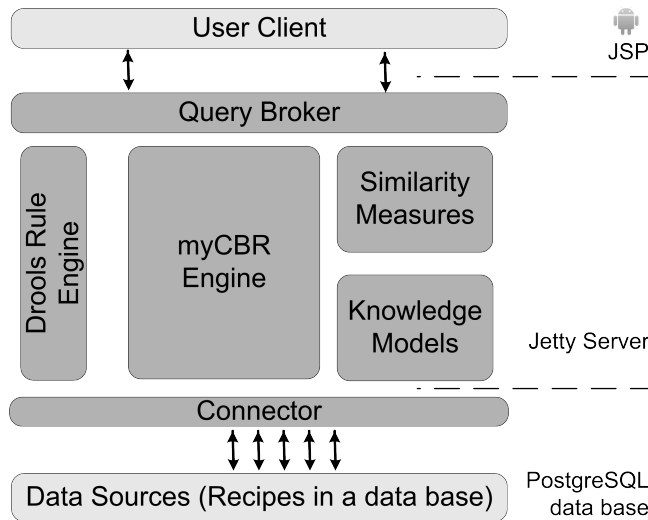 User Client
JSP
Query Broker
Drools Rule
Engine
myCBR
Engine
Similarity
Measures
Knowledge
Models
Jetty Server
Connector
Data Sources (Recipes in a data base)
PostgreSQL
data base